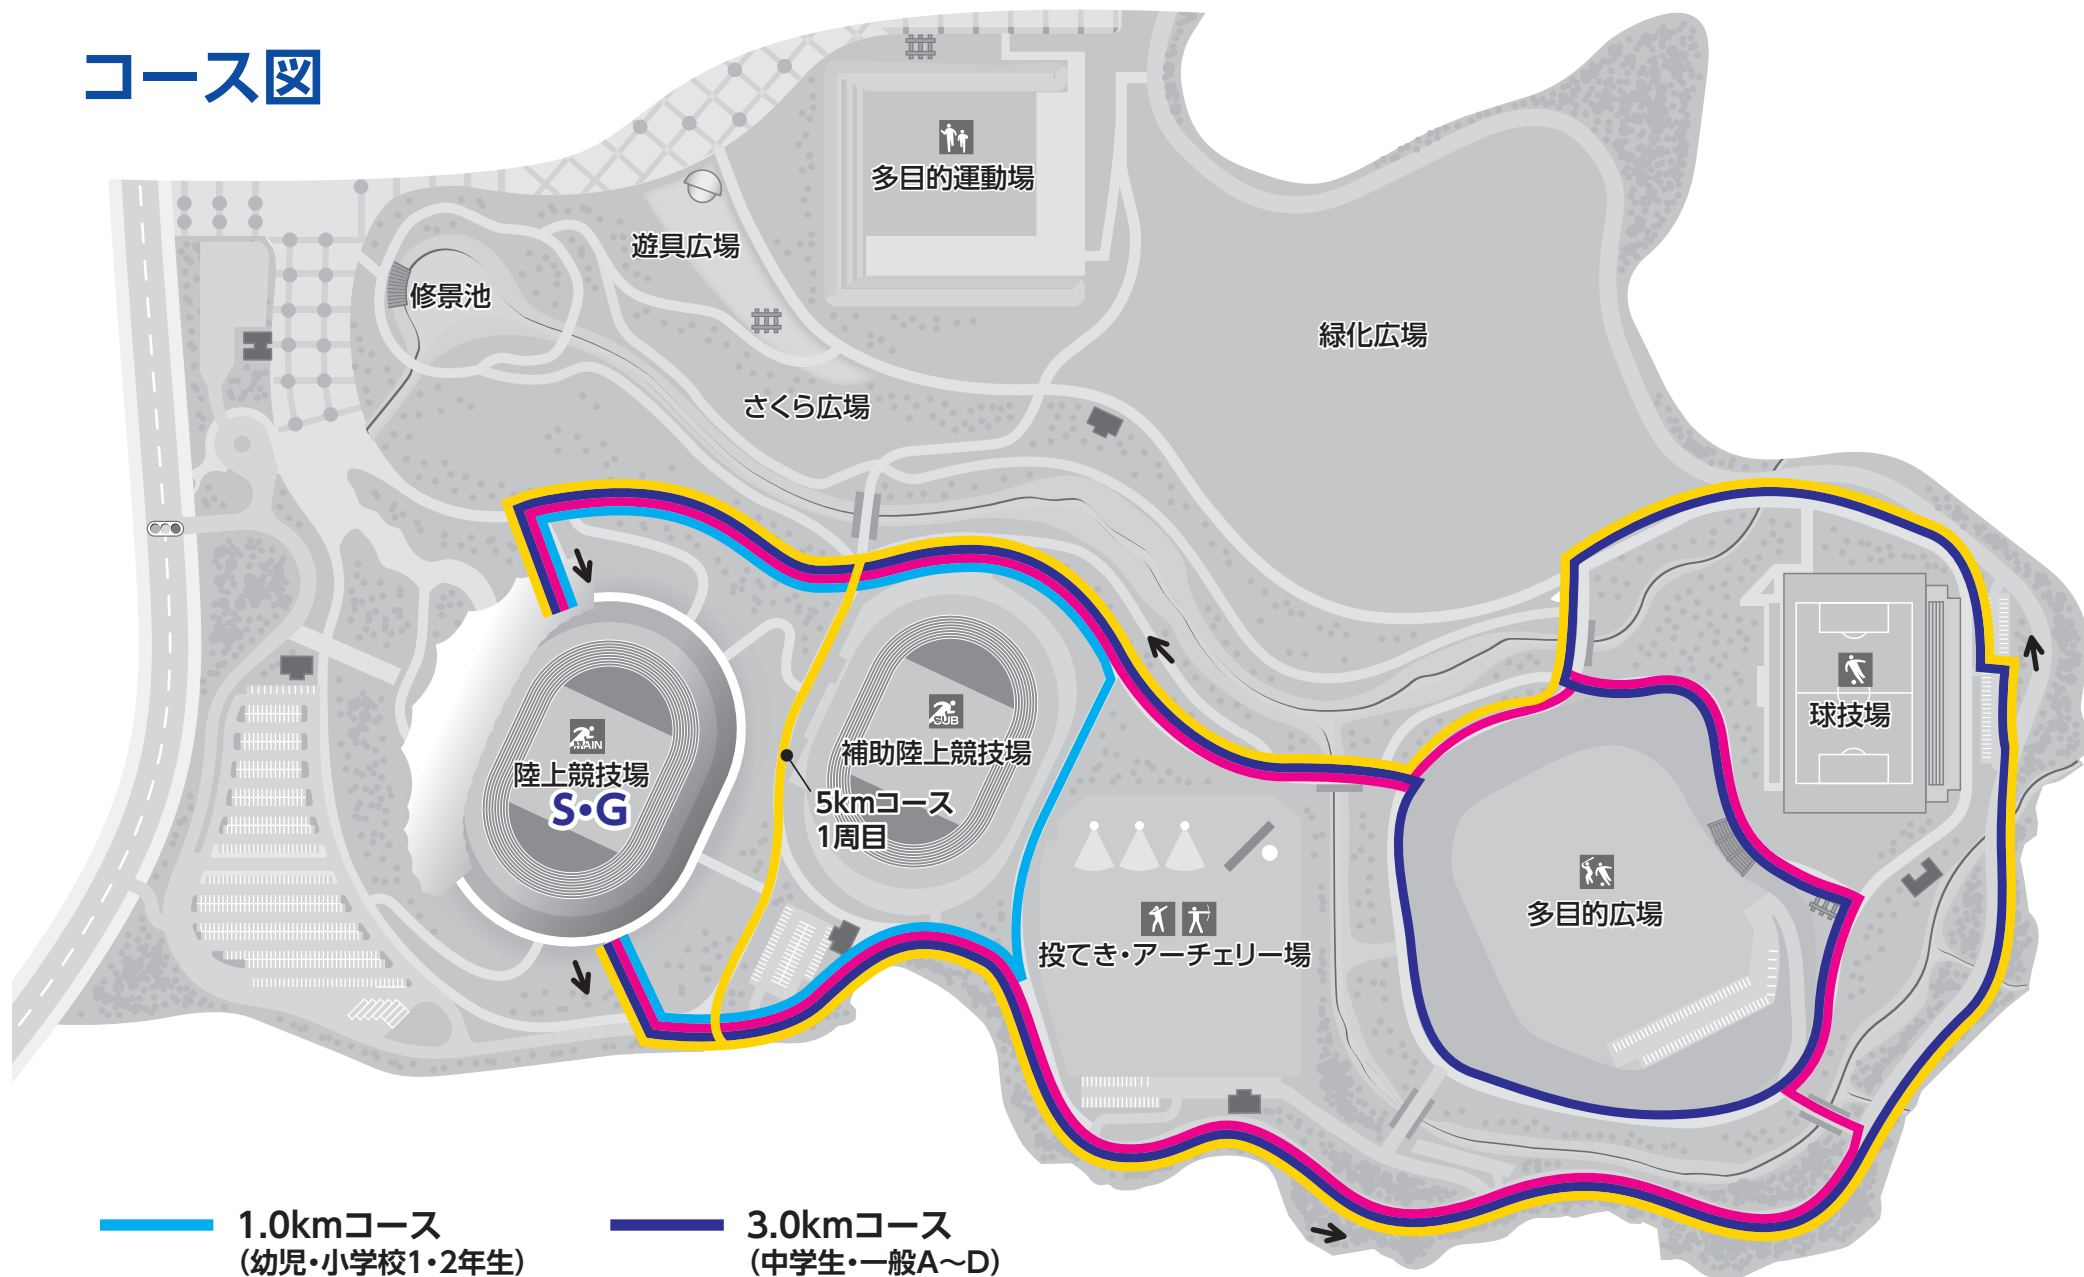 コース図
多目的運動場
遊具広場
修景池
緑化広場
さくら広場
MAIN
陸上競技場
S・G
SUB
補助陸上競技場
5kmコース
1周目
球技場
多目的広場
投てき・アーチェリー場
1.0kmコース
(幼児・小学校1・2年生)
3.0kmコース
(中学生・一般A〜D)